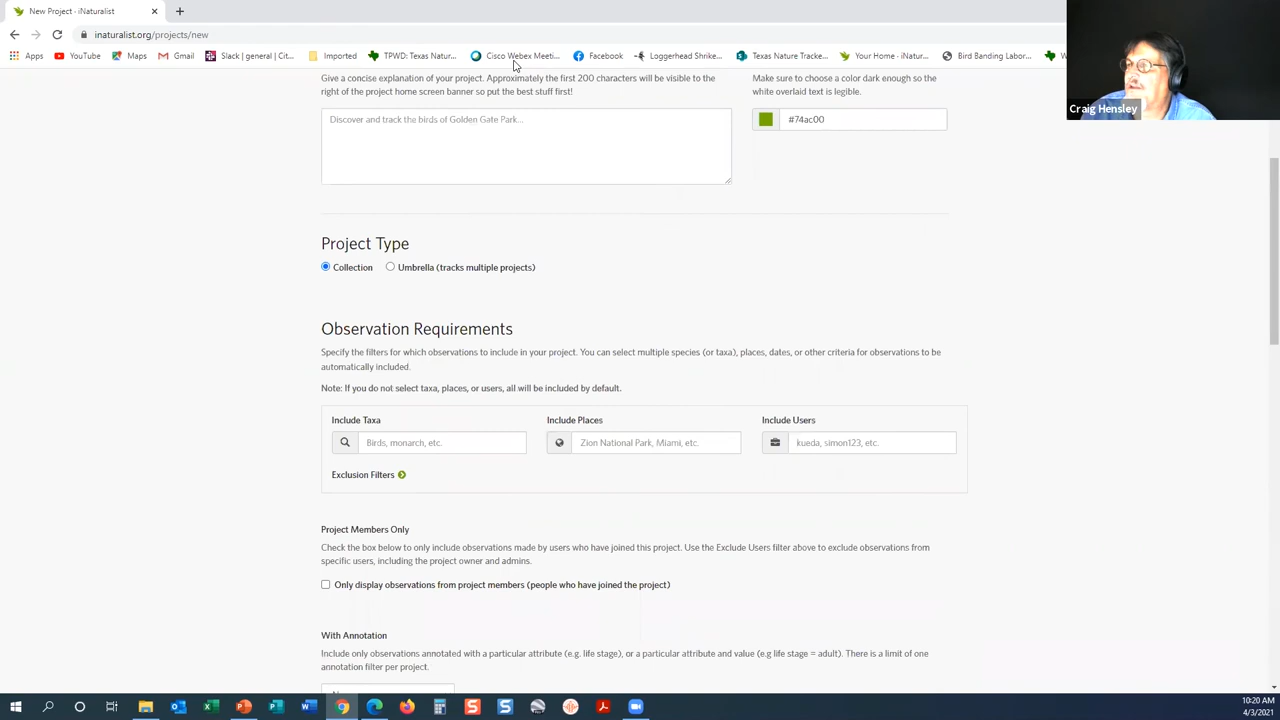 New Project · iNaturalist
inaturalist.org/projects/new
Apps YouTube Maps Gmail Slack | general | Cit... Imported TPWD: Texas Natur... Cisco Webex Meeti... Facebook Loggerhead Shrike... Texas Nature Tracke... Your Home · iNatur... Bird Banding Labor...
Give a concise explanation of your project. Approximately the first 200 characters will be visible to the
right of the project home screen banner so put the best stuff first!
Make sure to choose a color dark enough so the
white overlaid text is legible.
Discover and track the birds of Golden Gate Park...
#74ac00
Craig Hensley
Project Type
Collection Umbrella (tracks multiple projects)
Observation Requirements
Specify the filters for which observations to include in your project. You can select multiple species (or taxa), places, dates, or other criteria for observations to be
automatically included.
Note: If you do not select taxa, places, or users, all will be included by default.
Include Taxa Include Places Include Users
Birds, monarch, etc. Zion National Park, Miami, etc. kueda, simon123, etc.
Exclusion Filters
Project Members Only
Check the box below to only include observations made by users who have joined this project. Use the Exclude Users filter above to exclude observations from
specific users, including the project owner and admins.
Only display observations from project members (people who have joined the project)
With Annotation
Include only observations annotated with a particular attribute (e.g. life stage), or a particular attribute and value (e.g life stage = adult). There is a limit of one
annotation filter per project.
10:20 AM
4/3/2021